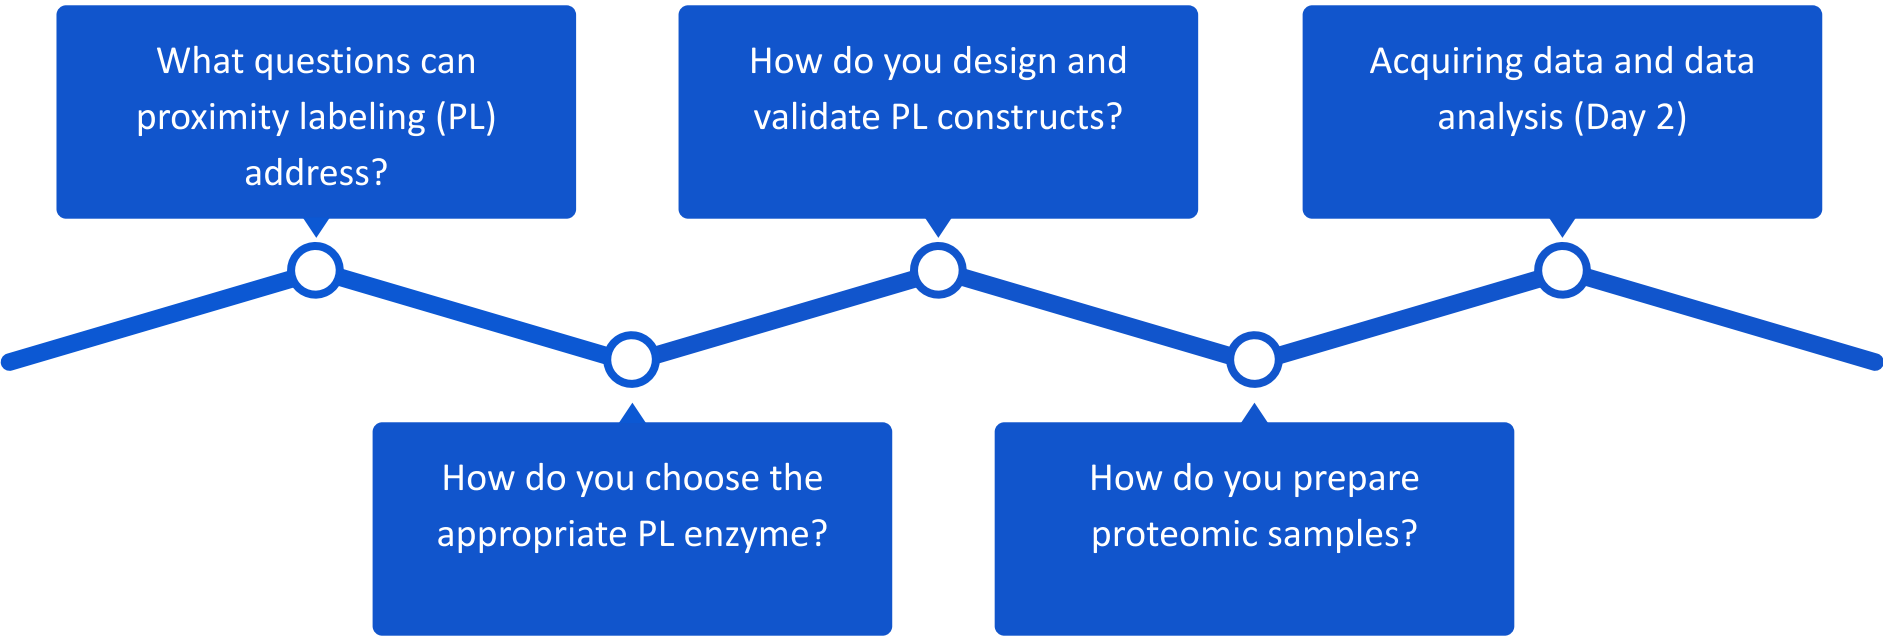 What questions can
proximity labeling (PL)
address?
How do you choose the
appropriate PL enzyme?
How do you design and
validate PL constructs?
How do you prepare
proteomic samples?
Acquiring data and data
analysis (Day 2)